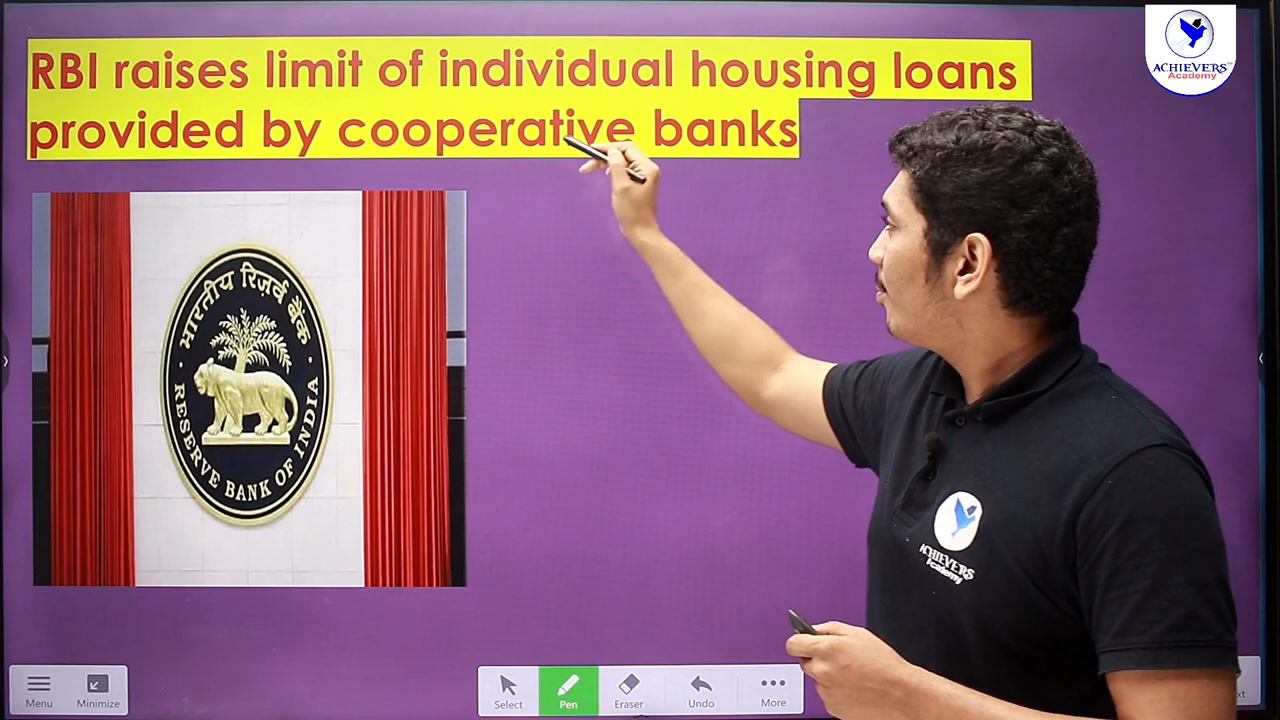 RBI raises limit of individual housing loans
provided by cooperative banks
ACHIEVERS™
Academy
भारतीय रिज़र्व बैंक
RESERVE BANK OF INDIA
ACHIEVERS
Academy
Menu
Minimize
Select
Pen
Eraser
Undo
More